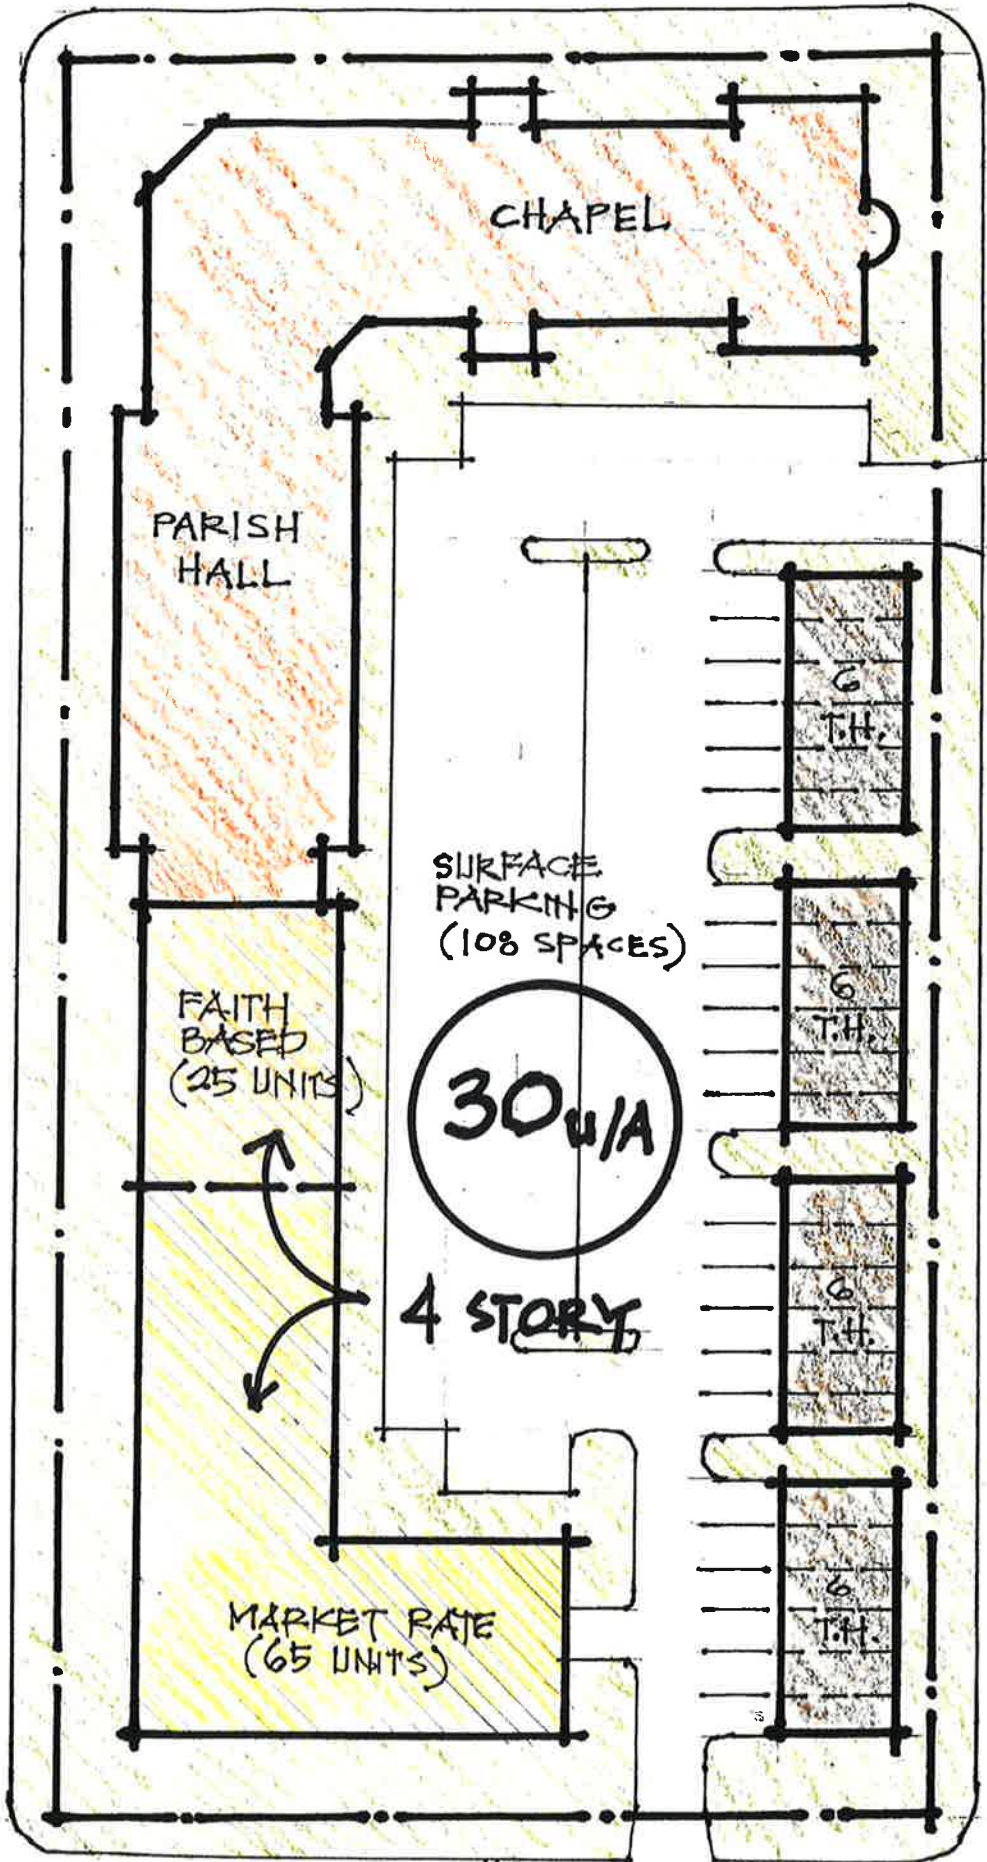 CHAPEL
PARISH
HALL
6
T.H.
SURFACE
PARKING
(108 SPACES)
FAITH
BASED
(25 UNITS)
6
T.H.
30 U/A
4 STORY
6
T.H.
MARKET RATE
(65 UNITS)
6
T.H.